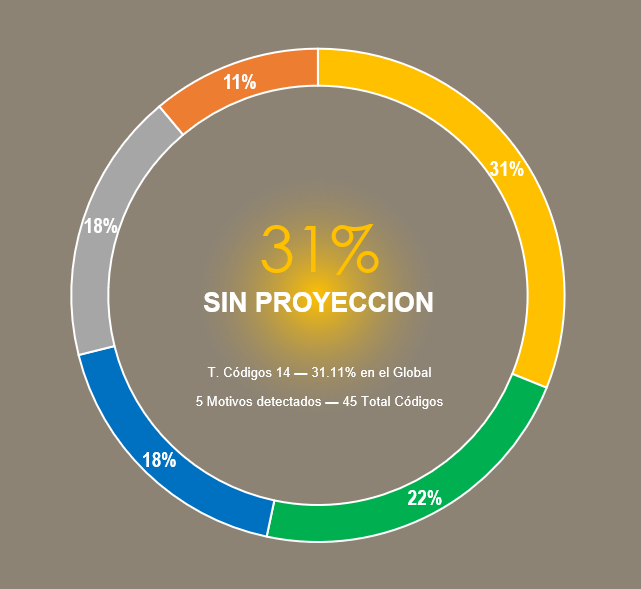 11%
31%
18%
31%
SIN PROYECCION
T. Códigos 14 — 31.11% en el Global
5 Motivos detectados — 45 Total Códigos
18%
22%